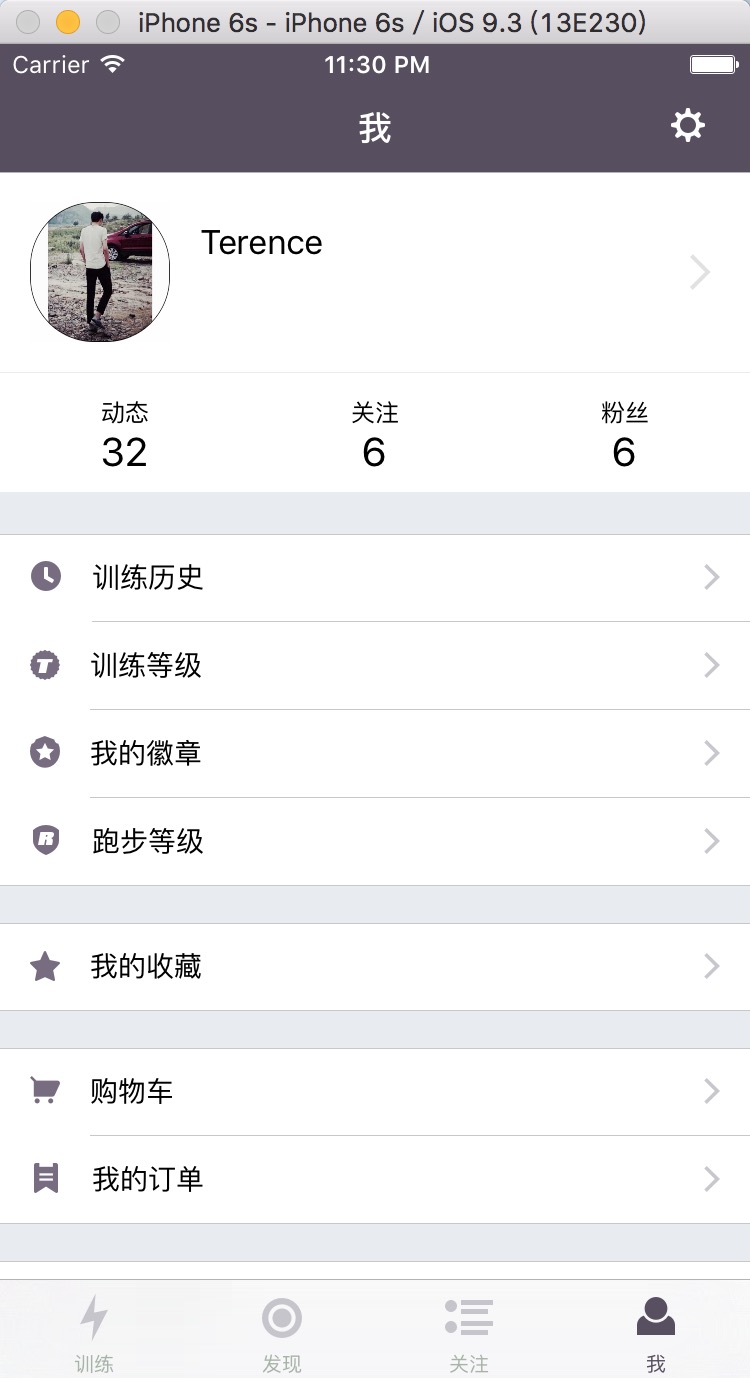 iPhone 6s - iPhone 6s / iOS 9.3 (13E230)
Carrier 11:30 PM
我
Terence
动态 关注 粉丝
32 6 6
训练历史
T 训练等级
我的徽章
R 跑步等级
我的收藏
购物车
我的订单
训练 发现 关注 我